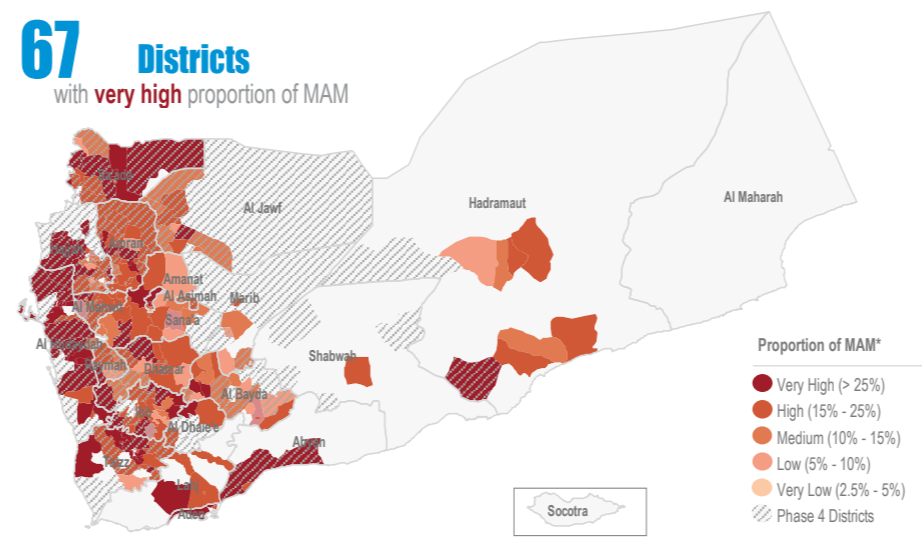 67 Districts
with very high proportion of MAM
Sa'ada
Al Jawf
Hadramaut
Al Maharah
Hajjah
Amran
Amanat
Al Asimah
Marib
Al Mahwit
Sana'a
Al Hodeidah
Shabwah
Raymah
Dhamar
Al Bayda
Ibb
Al Dhale'e
Abyan
Taizz
Lahj
Aden
Socotra
Proportion of MAM*
Very High (> 25%)
High (15% - 25%)
Medium (10% - 15%)
Low (5% - 10%)
Very Low (2.5% - 5%)
Phase 4 Districts